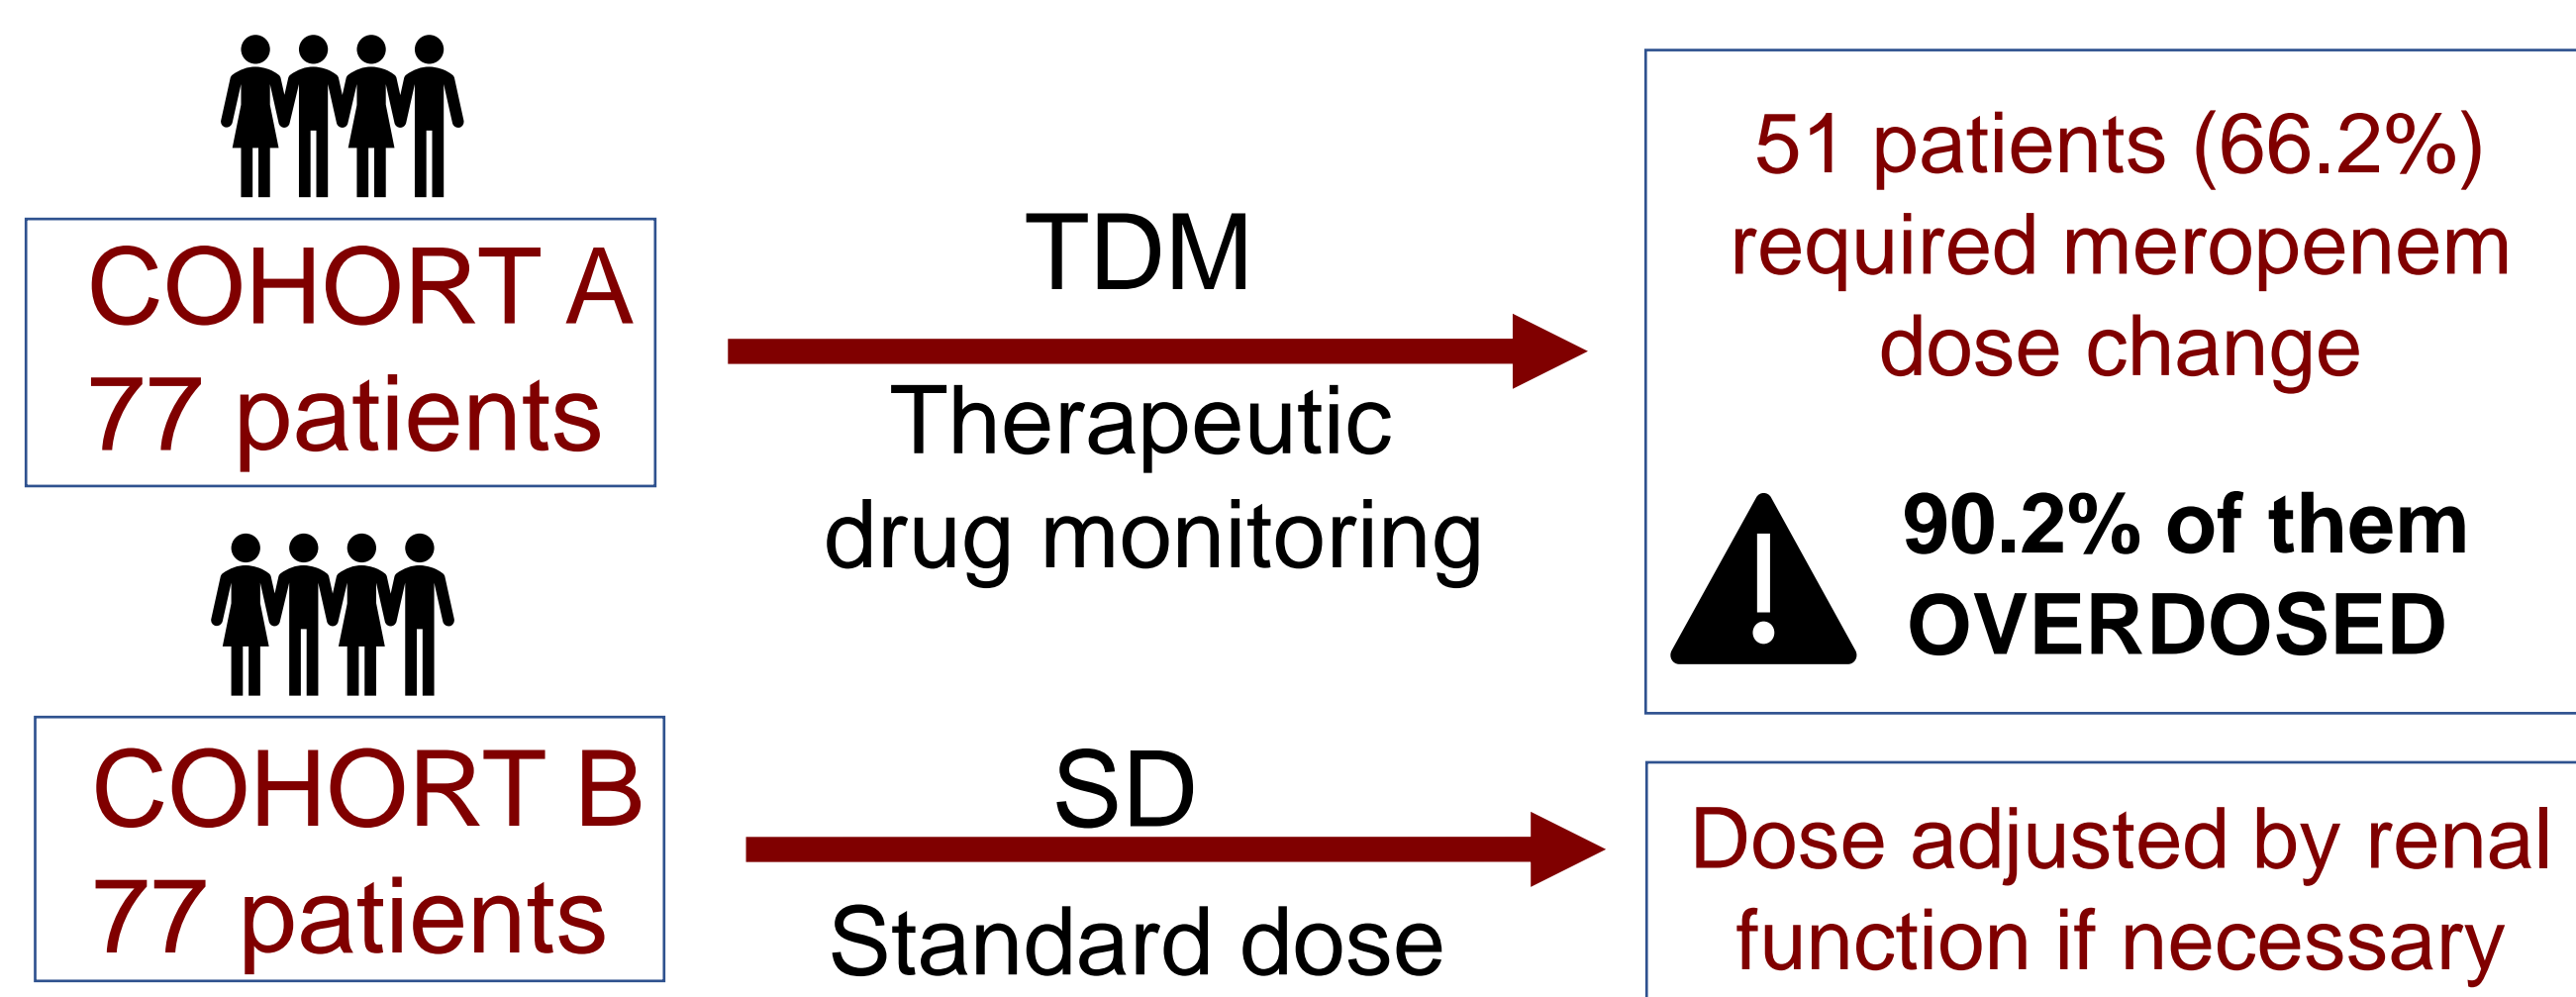 COHORT A
77 patients
TDM
Therapeutic
drug monitoring
51 patients (66.2%)
required meropenem
dose change
90.2% of them
OVERDOSED
COHORT B
77 patients
SD
Standard dose
Dose adjusted by renal
function if necessary